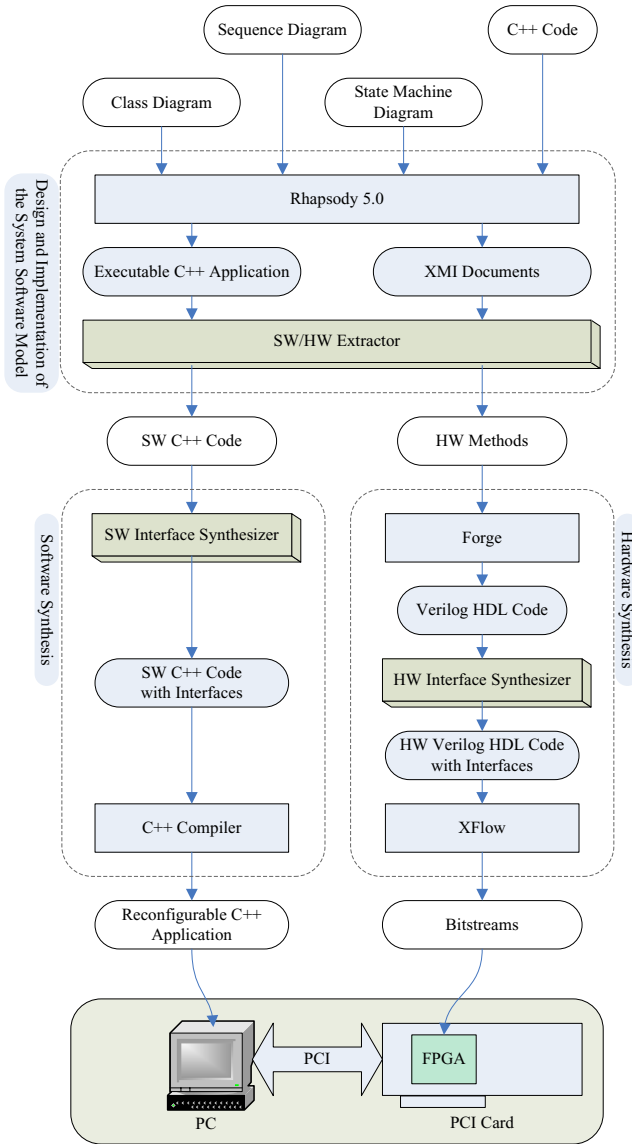 Sequence Diagram
C++ Code
Class Diagram
State Machine
Diagram
Design and Implementation of
the System Software Model
Rhapsody 5.0
Executable C++ Application
XMI Documents
SW/HW Extractor
SW C++ Code
HW Methods
Software Synthesis
SW Interface Synthesizer
SW C++ Code
with Interfaces
C++ Compiler
Hardware Synthesis
Forge
Verilog HDL Code
HW Interface Synthesizer
HW Verilog HDL Code
with Interfaces
XFlow
Reconfigurable C++
Application
Bitstreams
PCI
FPGA
PC
PCI Card